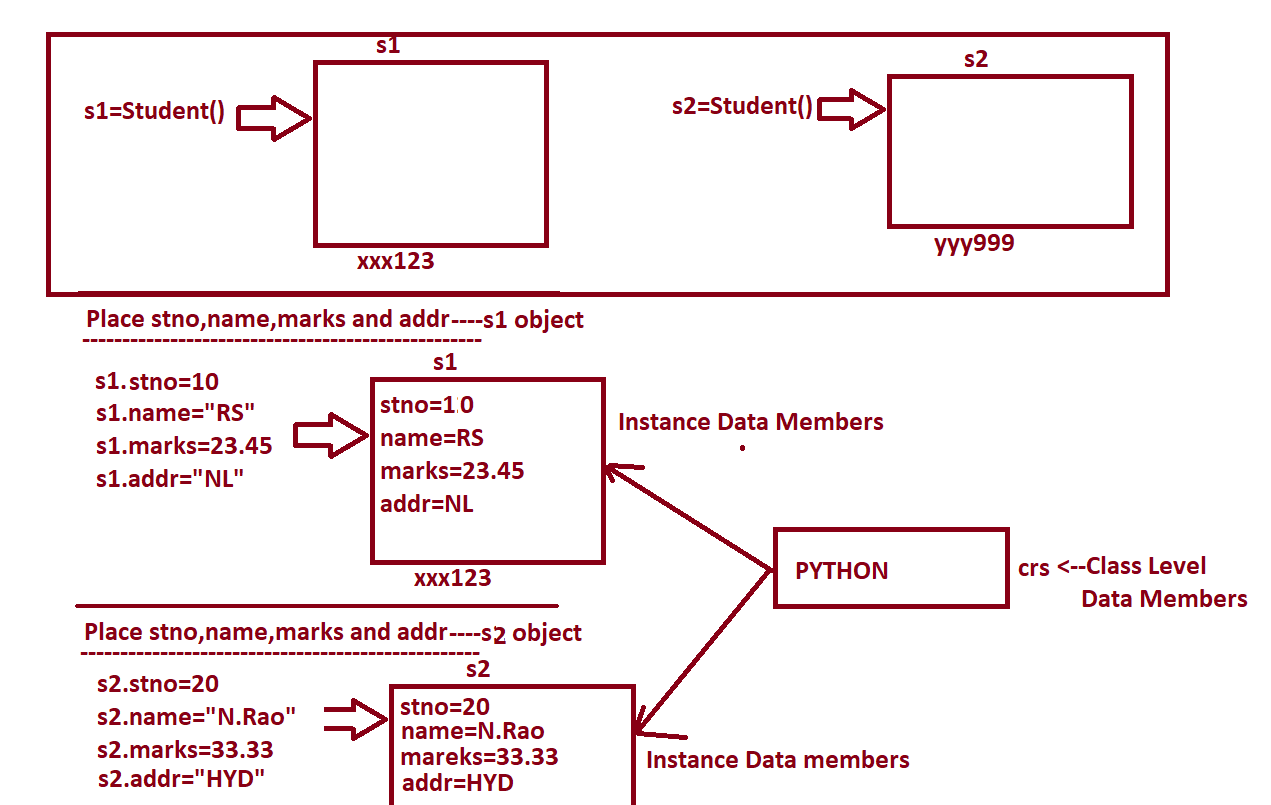 s1
s2
s1=Student()
s2=Student()
xxx123
yyy999
Place stno,name,marks and addr----s1 object
-------------------------------------------------
s1
s1.stno=10
s1.name="RS"
s1.marks=23.45
s1.addr="NL"
stno=10
name=RS
marks=23.45
addr=NL
Instance Data Members
xxx123
PYTHON
crs <--Class Level
Data Members
Place stno,name,marks and addr----s2 object
-------------------------------------------------
s2
s2.stno=20
s2.name="N.Rao"
s2.marks=33.33
s2.addr="HYD"
stno=20
name=N.Rao
mareks=33.33
addr=HYD
Instance Data members